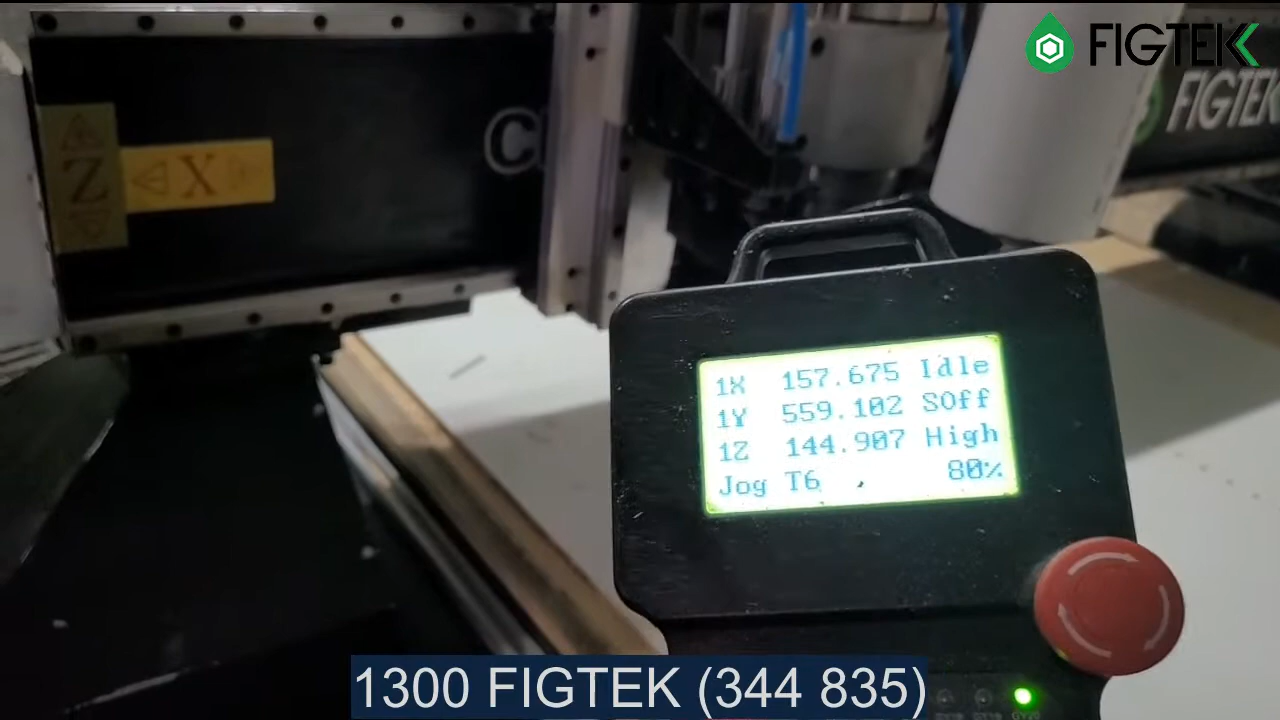 FIGTEK
FIGTEK
Z
X
C
1X 157.675 Idle
1Y 559.102 SOff
1Z 144.907 High
Jog T6 80%
1300 FIGTEK (344 835)